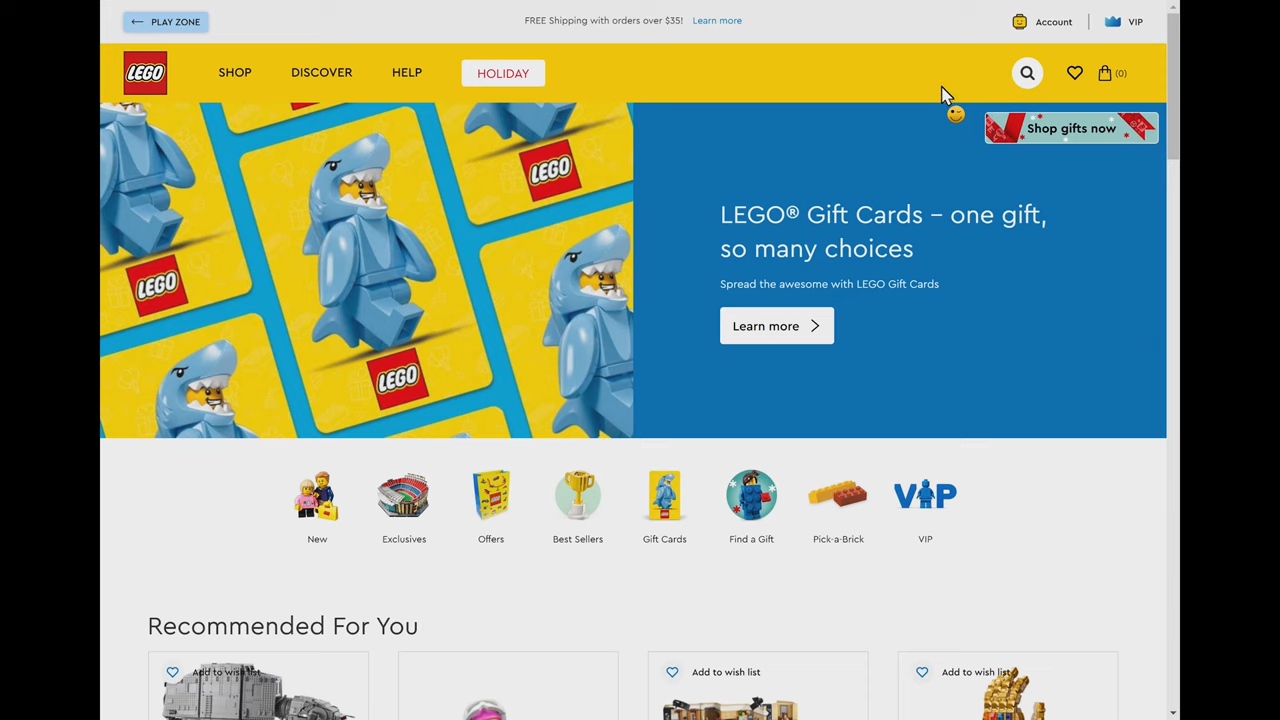 PLAY ZONE
FREE Shipping with orders over $35! Learn more
Account
VIP
LEGO
SHOP
DISCOVER
HELP
HOLIDAY
(0)
Shop gifts now
LEGO
LEGO
LEGO
LEGO® Gift Cards – one gift,
so many choices
Spread the awesome with LEGO Gift Cards
Learn more
VIP
New
Exclusives
Offers
Best Sellers
Gift Cards
Find a Gift
Pick-a-Brick
VIP
Recommended For You
Add to wish list
Add to wish list
Add to wish list